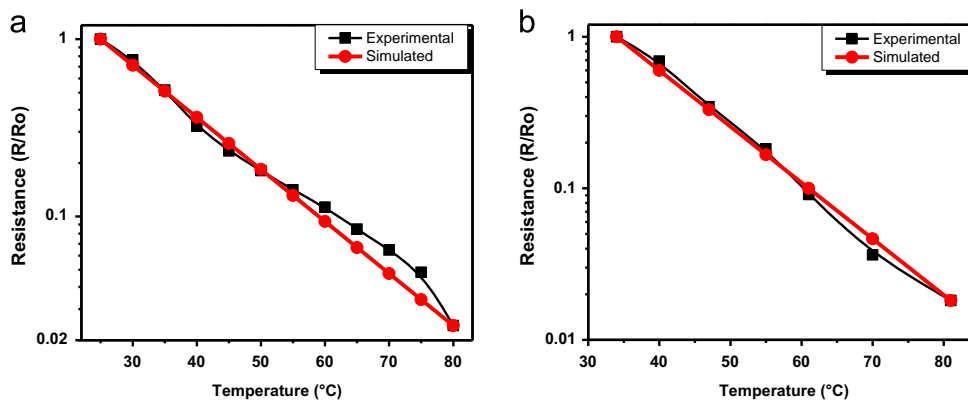 a
Experimental
Simulated
1
0.1
0.02
Resistance (R/Ro)
30 40 50 60 70 80
Temperature (°C)
b
Experimental
Simulated
1
0.1
0.01
Resistance (R/Ro)
30 40 50 60 70 80
Temperature (°C)